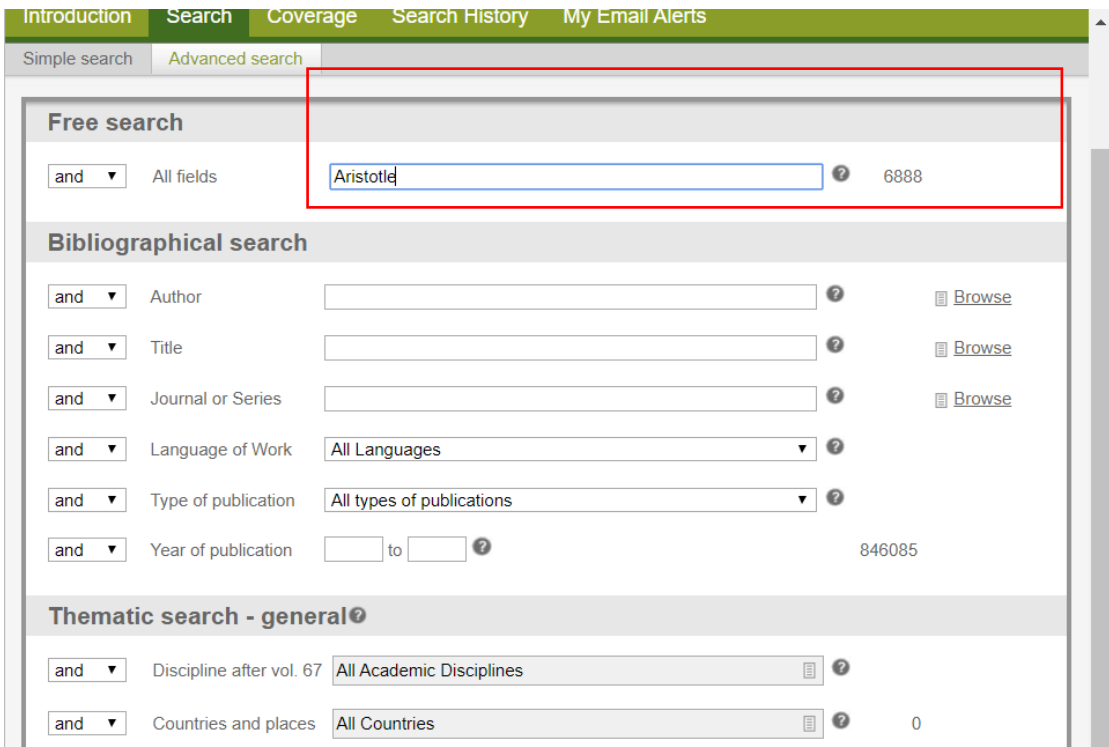 Introduction Search Coverage Search History My Email Alerts
Simple search Advanced search
Free search
and All fields Aristotle 6888
Bibliographical search
and Author Browse
and Title Browse
and Journal or Series Browse
and Language of Work All Languages
and Type of publication All types of publications
and Year of publication to 846085
Thematic search - general
and Discipline after vol. 67 All Academic Disciplines
and Countries and places All Countries 0